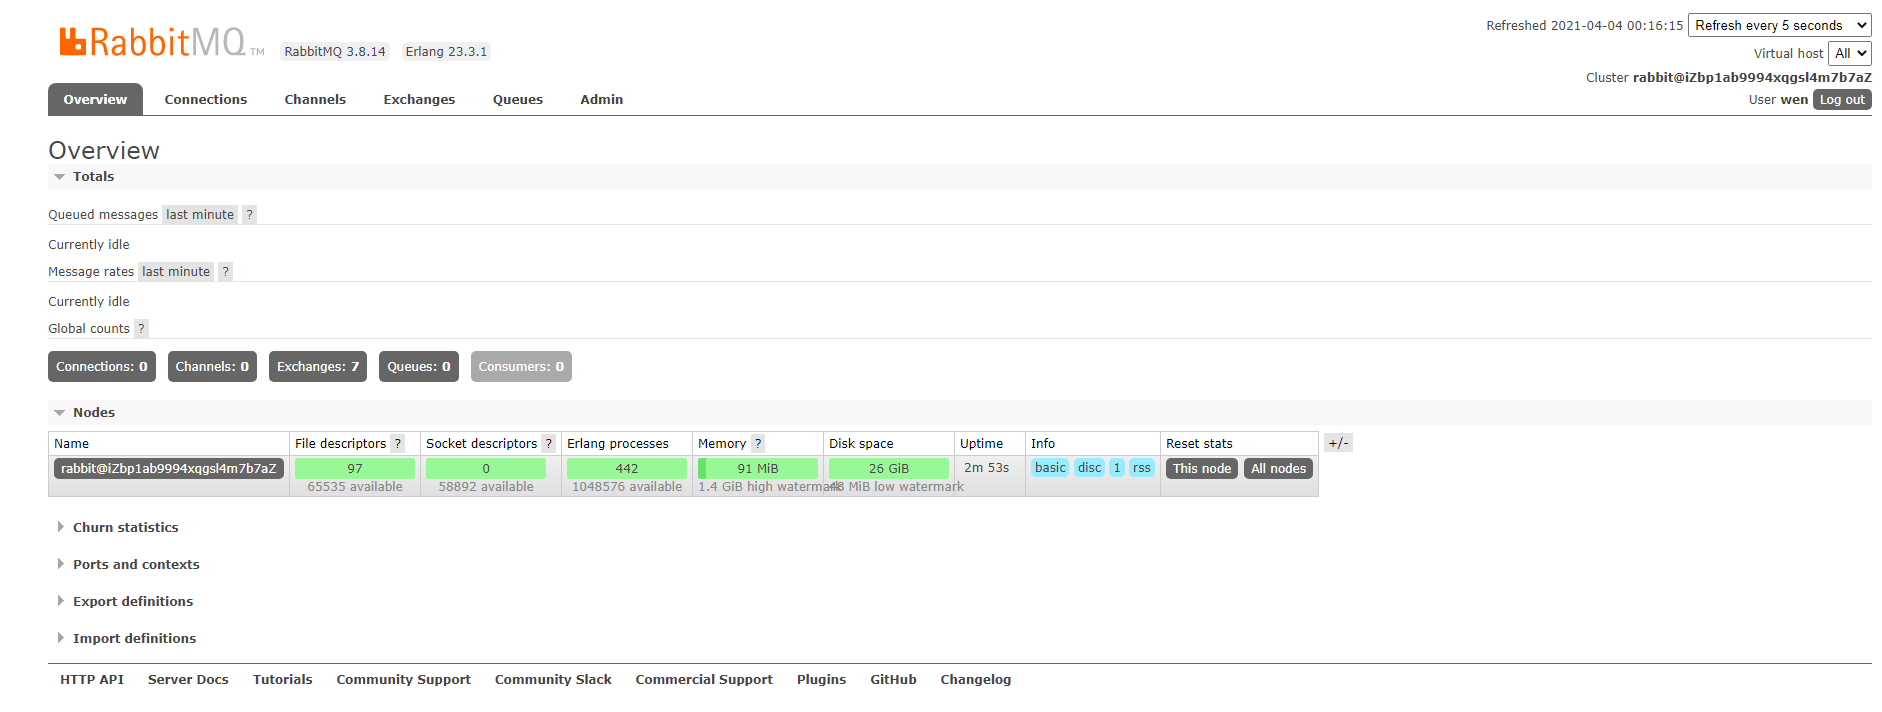 RabbitMQ TM RabbitMQ 3.8.14 Erlang 23.3.1
Refreshed 2021-04-04 00:16:15 Refresh every 5 seconds
Virtual host All
Cluster rabbit@iZbp1ab9994xqgsl4m7b7aZ
User wen Log out
Overview Connections Channels Exchanges Queues Admin
Overview
Totals
Queued messages last minute ?
Currently idle
Message rates last minute ?
Currently idle
Global counts ?
Connections: 0 Channels: 0 Exchanges: 7 Queues: 0 Consumers: 0
Nodes
Name File descriptors ? Socket descriptors ? Erlang processes Memory ? Disk space Uptime Info Reset stats +/-
rabbit@iZbp1ab9994xqgsl4m7b7aZ 97 0 442 91 MiB 26 GiB 2m 53s basic disc 1 rss This node All nodes
65535 available 58892 available 1048576 available 1.4 GiB high watermark 48 MiB low watermark
Churn statistics
Ports and contexts
Export definitions
Import definitions
HTTP API Server Docs Tutorials Community Support Community Slack Commercial Support Plugins GitHub Changelog